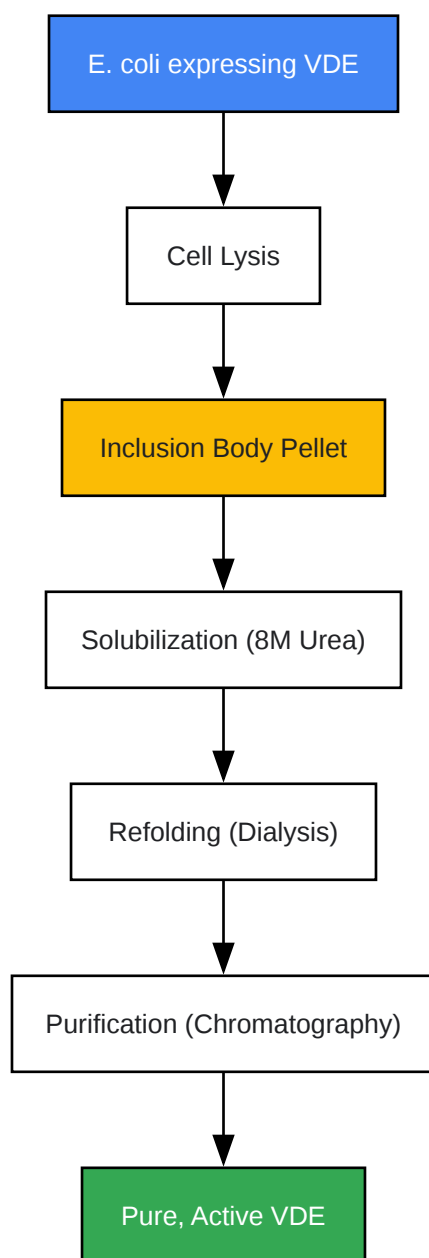 E. coli expressing VDE
Cell Lysis
Inclusion Body Pellet
Solubilization (8M Urea)
Refolding (Dialysis)
Purification (Chromatography)
Pure, Active VDE